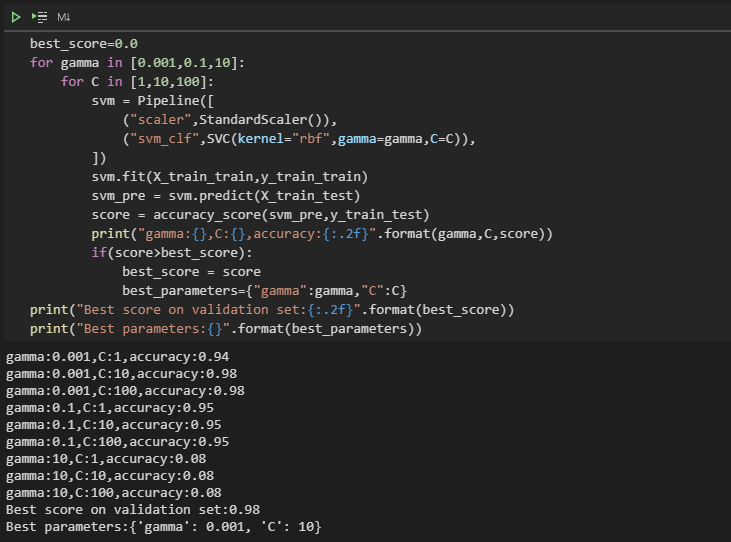 M↓
best_score=0.0
for gamma in [0.001,0.1,10]:
    for C in [1,10,100]:
        svm = Pipeline([
            ("scaler",StandardScaler()),
            ("svm_clf",SVC(kernel="rbf",gamma=gamma,C=C)),
        ])
        svm.fit(X_train_train,y_train_train)
        svm_pre = svm.predict(X_train_test)
        score = accuracy_score(svm_pre,y_train_test)
        print("gamma:{},C:{},accuracy:{:.2f}".format(gamma,C,score))
        if(score>best_score):
            best_score = score
            best_parameters={"gamma":gamma,"C":C}
print("Best score on validation set:{:.2f}".format(best_score))
print("Best parameters:{}".format(best_parameters))
gamma:0.001,C:1,accuracy:0.94
gamma:0.001,C:10,accuracy:0.98
gamma:0.001,C:100,accuracy:0.98
gamma:0.1,C:1,accuracy:0.95
gamma:0.1,C:10,accuracy:0.95
gamma:0.1,C:100,accuracy:0.95
gamma:10,C:1,accuracy:0.08
gamma:10,C:10,accuracy:0.08
gamma:10,C:100,accuracy:0.08
Best score on validation set:0.98
Best parameters:{'gamma': 0.001, 'C': 10}